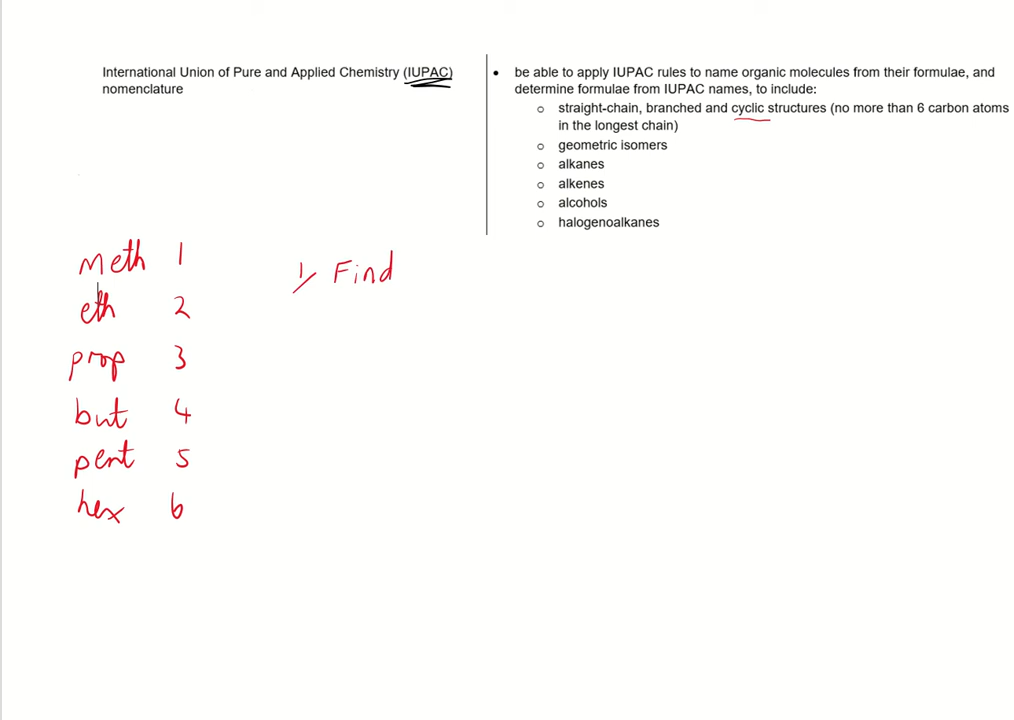 International Union of Pure and Applied Chemistry (IUPAC)
nomenclature
• be able to apply IUPAC rules to name organic molecules from their formulae, and
determine formulae from IUPAC names, to include:
o straight-chain, branched and cyclic structures (no more than 6 carbon atoms
in the longest chain)
o geometric isomers
o alkanes
o alkenes
o alcohols
o halogenoalkanes
meth 1
eth 2
prop 3
but 4
pent 5
hex 6
1/ Find